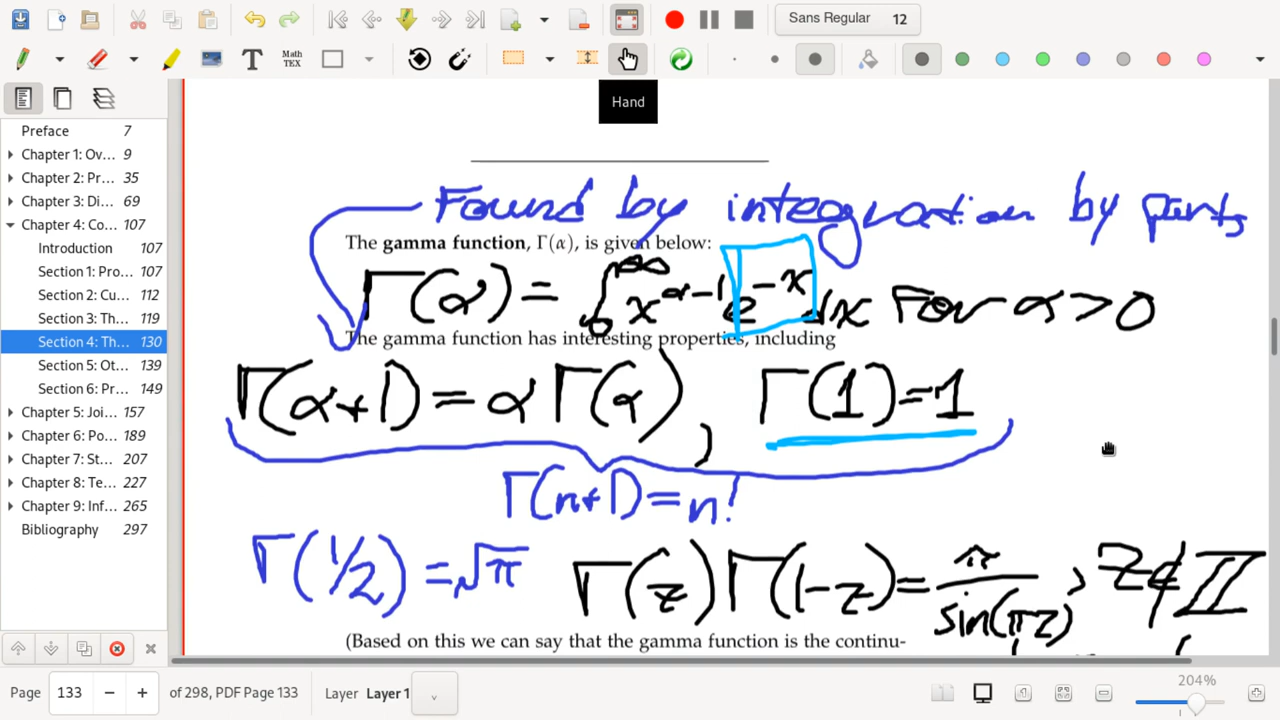 Sans Regular 12
T Math TEX
Hand
Preface 7
Chapter 1: Ov... 9
Chapter 2: Pr... 35
Chapter 3: Di... 69
Chapter 4: Co... 107
Introduction 107
Section 1: Pro... 107
Section 2: Cu... 112
Section 3: Th... 119
Section 4: Th... 130
Section 5: Ot... 139
Section 6: Pr... 149
Chapter 5: Joi... 157
Chapter 6: Po... 189
Chapter 7: St... 207
Chapter 8: Te... 227
Chapter 9: Inf... 265
Bibliography 297
Found by integration by parts
The gamma function, Γ(α), is given below:
Γ(α) = ∫₀^∞ x^(α-1) e^(-x) dx For α > 0
The gamma function has interesting properties, including
Γ(α+1) = α Γ(α), Γ(1)=1
Γ(n+1)=n!
Γ(1/2) = √π Γ(z)Γ(1-z) = π/sin(πz), z∉ℤ
(Based on this we can say that the gamma function is the continu-
Page 133 of 298, PDF Page 133 Layer Layer 1 204%